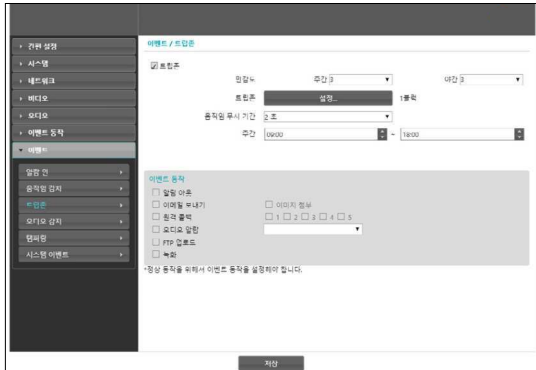 간편 설정
시스템
네트워크
비디오
오디오
이벤트 동작
이벤트
알람 인
움직임 감지
트립존
오디오 감지
탬퍼링
시스템 이벤트
이벤트 / 트립존
트립존
민감도 주간 3 야간 3
트립존 설정... 1블럭
움직임 무시 기간 2 초
주간 09:00 ~ 18:00
이벤트 동작
알람 아웃
이메일 보내기 이미지 첨부
원격 출력 1 2 3 4 5
오디오 알람
FTP 업로드
녹화
*정상 동작을 위해서 이벤트 동작을 설정해야 합니다.
저장